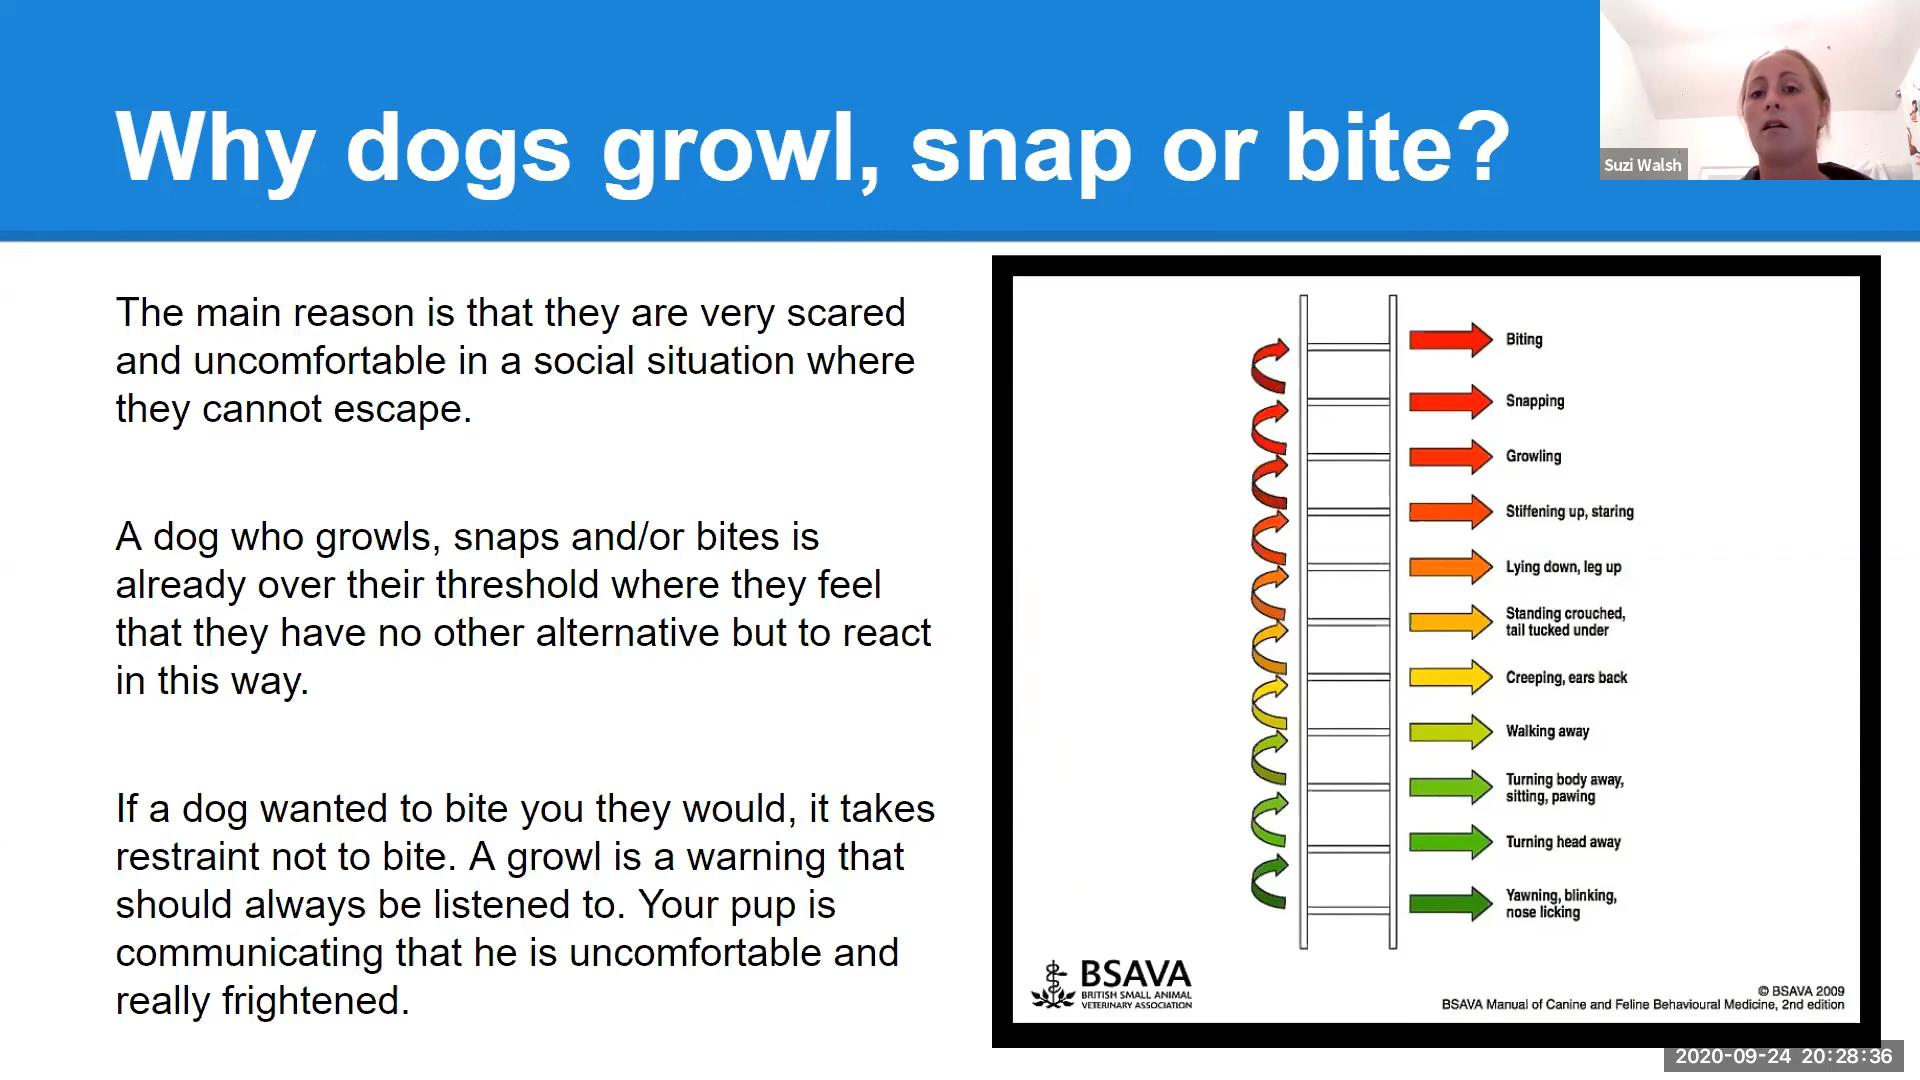 Why dogs growl, snap or bite?
Suzi Walsh
The main reason is that they are very scared
and uncomfortable in a social situation where
they cannot escape.
A dog who growls, snaps and/or bites is
already over their threshold where they feel
that they have no other alternative but to react
in this way.
If a dog wanted to bite you they would, it takes
restraint not to bite. A growl is a warning that
should always be listened to. Your pup is
communicating that he is uncomfortable and
really frightened.
Biting
Snapping
Growling
Stiffening up, staring
Lying down, leg up
Standing crouched,
tail tucked under
Creeping, ears back
Walking away
Turning body away,
sitting, pawing
Turning head away
Yawning, blinking,
nose licking
BSAVA
BRITISH SMALL ANIMAL
VETERINARY ASSOCIATION
© BSAVA 2009
BSAVA Manual of Canine and Feline Behavioural Medicine, 2nd edition
2020-09-24 20:28:36